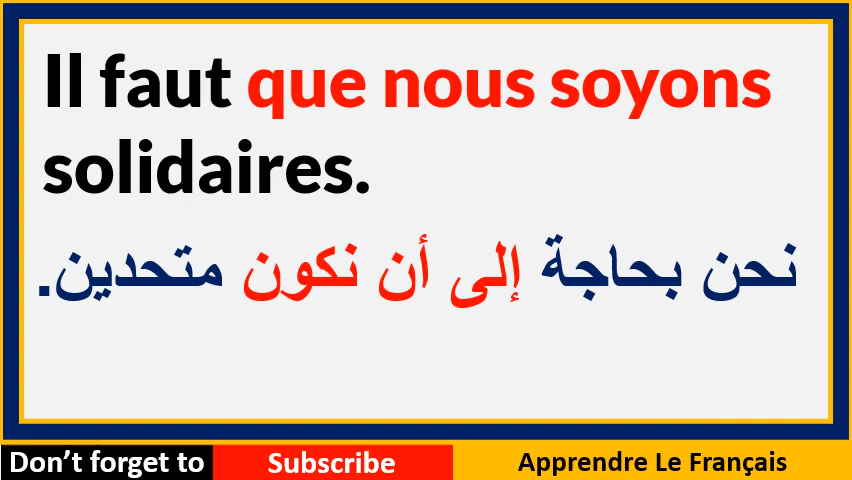 Il faut que nous soyons
solidaires.
نحن بحاجة إلى أن نكون متحدين.
Don't forget to Subscribe Apprendre Le Français